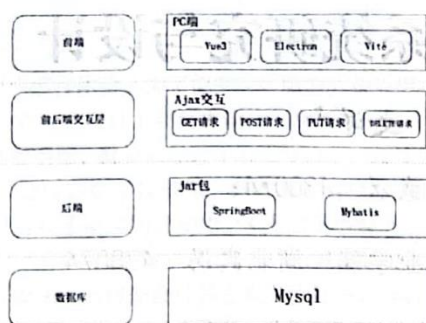 PC端
前端
Vue3 Electron Vite
Ajax交互
前后端交互层
GET请求 POST请求 PUT请求 DELETE请求
jar包
后端
SpringBoot Mybatis
数据库
Mysql